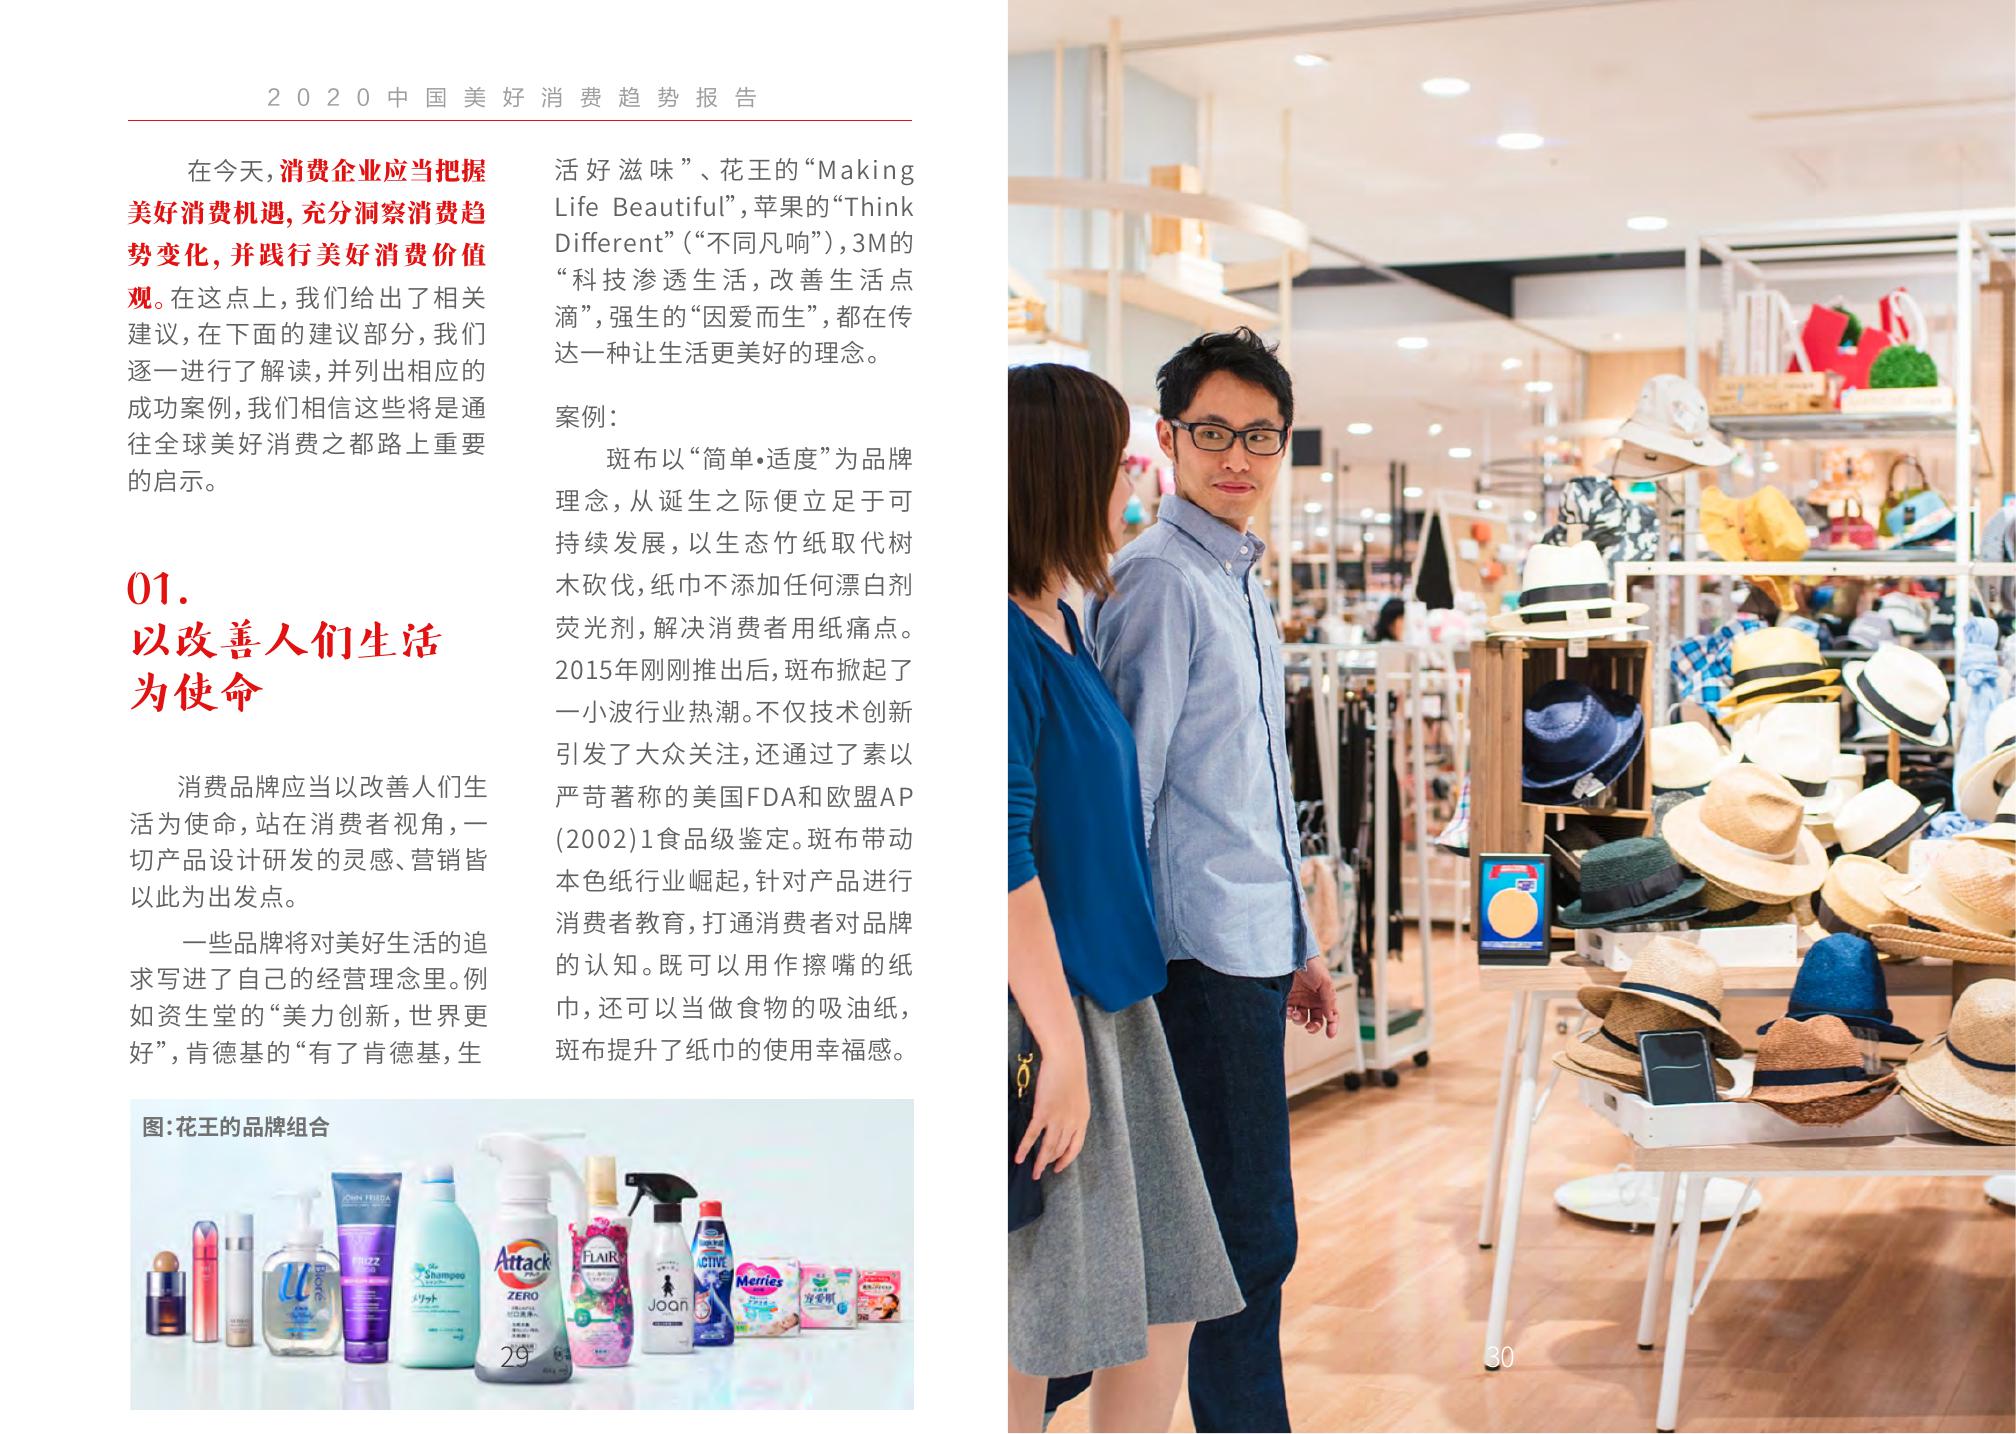 2020中国美好消费趋势报告
在今天，消费企业应当把握
美好消费机遇，充分洞察消费趋
势变化，并践行美好消费价值
观。在这点上，我们给出了相关
建议，在下面的建议部分，我们
逐一进行了解读，并列出相应的
成功案例，我们相信这些将是通
往全球美好消费之都路上重要
的启示。
01.
以改善人们生活
为使命
消费品牌应当以改善人们生
活为使命，站在消费者视角，一
切产品设计研发的灵感、营销皆
以此为出发点。
一些品牌将对美好生活的追
求写进了自己的经营理念里。例
如资生堂的“美力创新，世界更
好”，肯德基的“有了肯德基，生
活好滋味”、花王的“Making
Life Beautiful”，苹果的“Think
Different”（“不同凡响”），3M的
“科技渗透生活，改善生活点
滴”，强生的“因爱而生”，都在传
达一种让生活更美好的理念。
案例：
斑布以“简单•适度”为品牌
理念，从诞生之际便立足于可
持续发展，以生态竹纸取代树
木砍伐，纸巾不添加任何漂白剂
荧光剂，解决消费者用纸痛点。
2015年刚刚推出后，斑布掀起了
一小波行业热潮。不仅技术创新
引发了大众关注，还通过了素以
严苛著称的美国FDA和欧盟AP
(2002)1食品级鉴定。斑布带动
本色纸行业崛起，针对产品进行
消费者教育，打通消费者对品牌
的认知。既可以用作擦嘴的纸
巾，还可以当做食物的吸油纸，
斑布提升了纸巾的使用幸福感。
图：花王的品牌组合
JOHN FRIEDA
FRIZZ
Bioré
the
Shampoo
メリット
Attack
ZERO
FLAIR
Joan
ACTIVE
Merries
宠爱肌
29
30